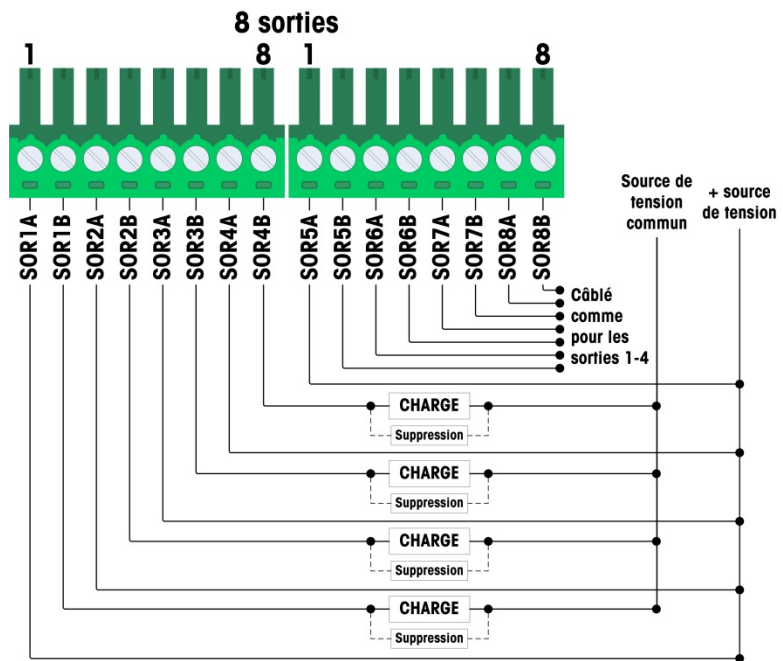 8 sorties
1
8
1
8
SOR1A
SOR1B
SOR2A
SOR2B
SOR3A
SOR3B
SOR4A
SOR4B
SOR5A
SOR5B
SOR6A
SOR6B
SOR7A
SOR7B
SOR8A
SOR8B
Source de
tension
commun
+ source
de tension
Câblé
comme
pour les
sorties 1-4
CHARGE
Suppression
CHARGE
Suppression
CHARGE
Suppression
CHARGE
Suppression